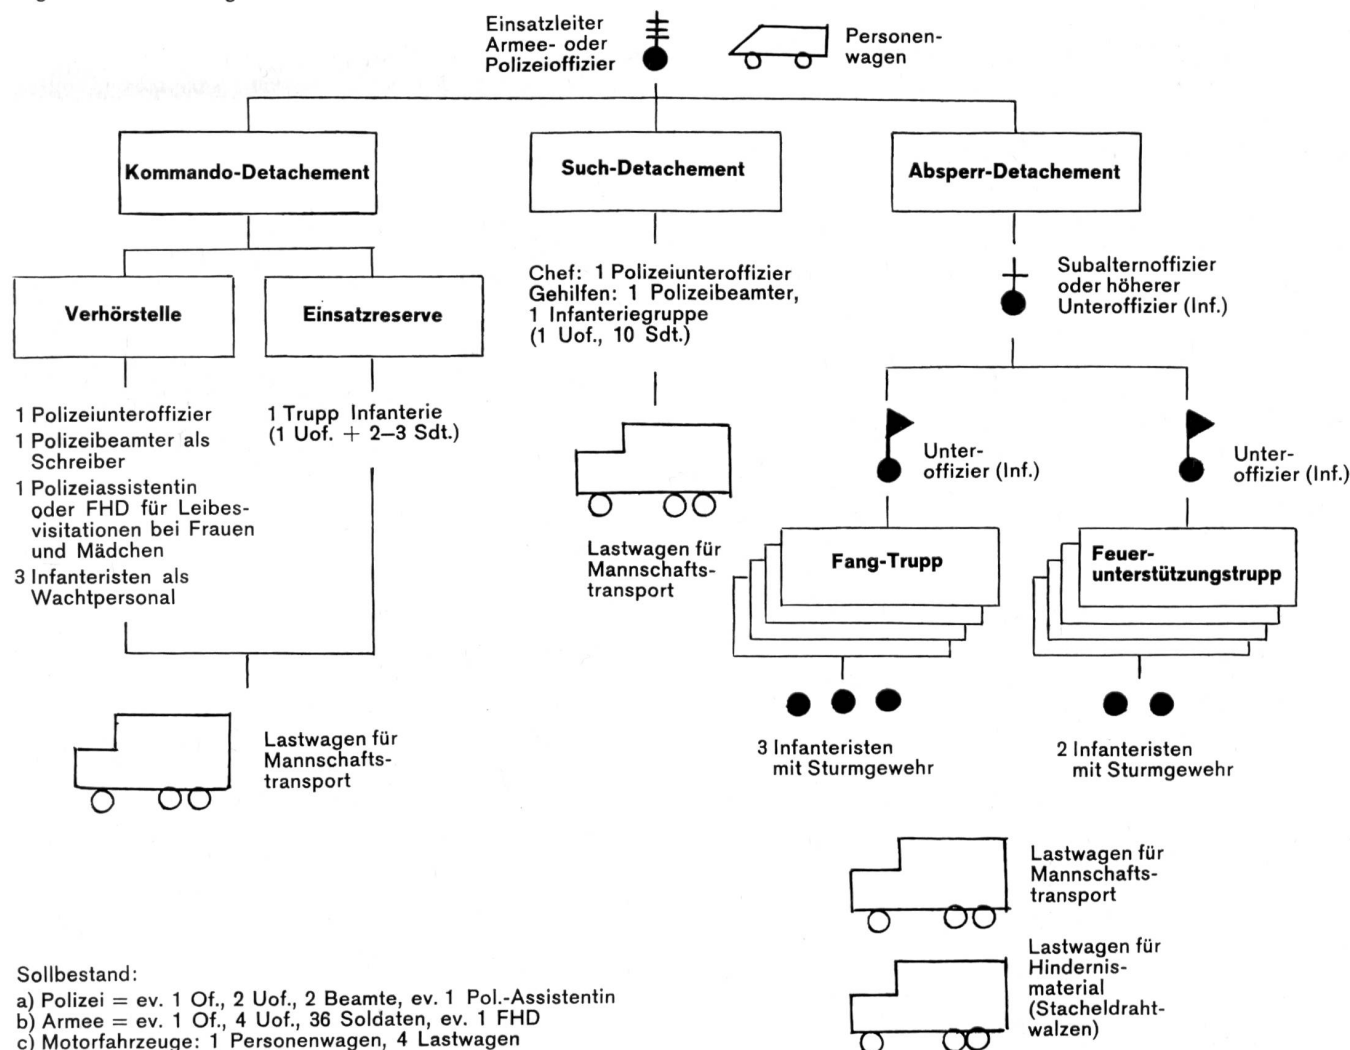 Einsatzleiter
Armee- oder
Polizeioffizier
Personen-
wagen
Kommando-Detachement
Such-Detachement
Absperr-Detachement
Verhörstelle
Einsatzreserve
Chef: 1 Polizeiunteroffizier
Gehilfen: 1 Polizeibeamter,
1 Infanteriegruppe
(1 Uof., 10 Sdt.)
Subalternoffizier
oder höherer
Unteroffizier (Inf.)
1 Polizeiunteroffizier
1 Polizeibeamter als
Schreiber
1 Polizeiassistentin
oder FHD für Leibes-
visitationen bei Frauen
und Mädchen
3 Infanteristen als
Wachtpersonal
1 Trupp Infanterie
(1 Uof. + 2–3 Sdt.)
Lastwagen für
Mannschafts-
transport
Unter-
offizier (Inf.)
Unter-
offizier (Inf.)
Fang-Trupp
Feuer-
unterstützungstrupp
3 Infanteristen
mit Sturmgewehr
2 Infanteristen
mit Sturmgewehr
Lastwagen für
Mannschafts-
transport
Lastwagen für
Mannschafts-
transport
Lastwagen für
Hindernis-
material
(Stacheldraht-
walzen)
Sollbestand:
a) Polizei = ev. 1 Of., 2 Uof., 2 Beamte, ev. 1 Pol.-Assistentin
b) Armee = ev. 1 Of., 4 Uof., 36 Soldaten, ev. 1 FHD
c) Motorfahrzeuge: 1 Personenwagen, 4 Lastwagen